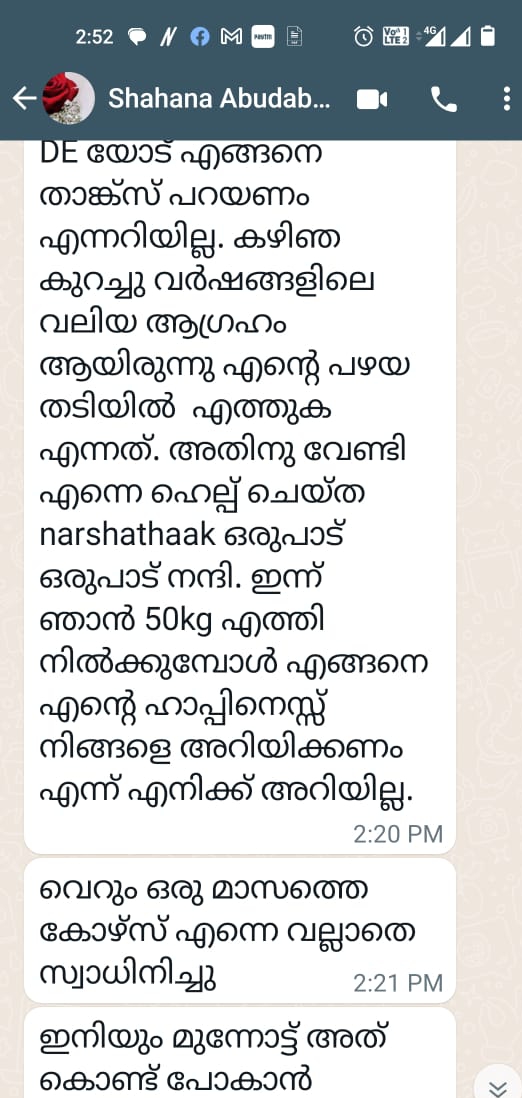 2:52
4G
Shahana Abudab...
DE യോട് എങ്ങനെ
താങ്ക്സ് പറയണം
എന്നറിയില്ല. കഴിഞ്ഞ
കുറച്ചു വർഷങ്ങളിലെ
വലിയ ആഗ്രഹം
ആയിരുന്നു എന്റെ പഴയ
തടിയിൽ എത്തുക
എന്നത്. അതിനു വേണ്ടി
എന്നെ ഹെല്പ് ചെയ്ത
narshathaak ഒരുപാട്
ഒരുപാട് നന്ദി. ഇന്ന്
ഞാൻ 50kg എത്തി
നിൽക്കുമ്പോൾ എങ്ങനെ
എന്റെ ഹാപ്പിനെസ്സ്
നിങ്ങളെ അറിയിക്കണം
എന്ന് എനിക്ക് അറിയില്ല.
2:20 PM
വെറും ഒരു മാസത്തെ
കോഴ്സ് എന്നെ വല്ലാതെ
സ്വാധിനിച്ചു
2:21 PM
ഇനിയും മുന്നോട്ട് അത്
കൊണ്ട് പോകാൻ